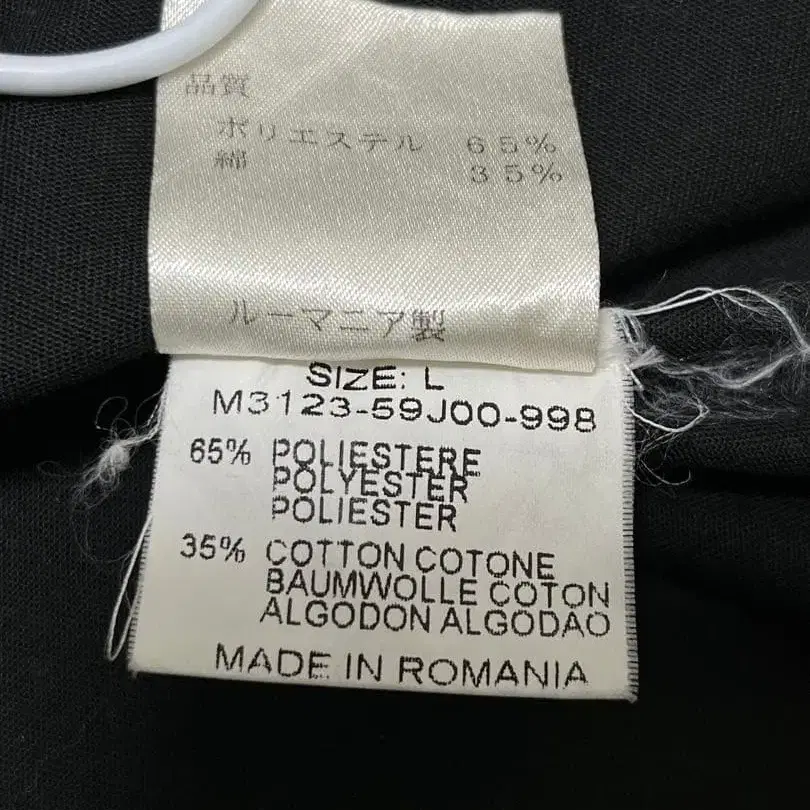 品質
ポリエステル 65%
綿 35%
ルーマニア製
SIZE: L
M3123-59J00-998
65% POLIESTERE
POLYESTER
POLIESTER
35% COTTON COTONE
BAUMWOLLE COTON
ALGODON ALGODAO
MADE IN ROMANIA